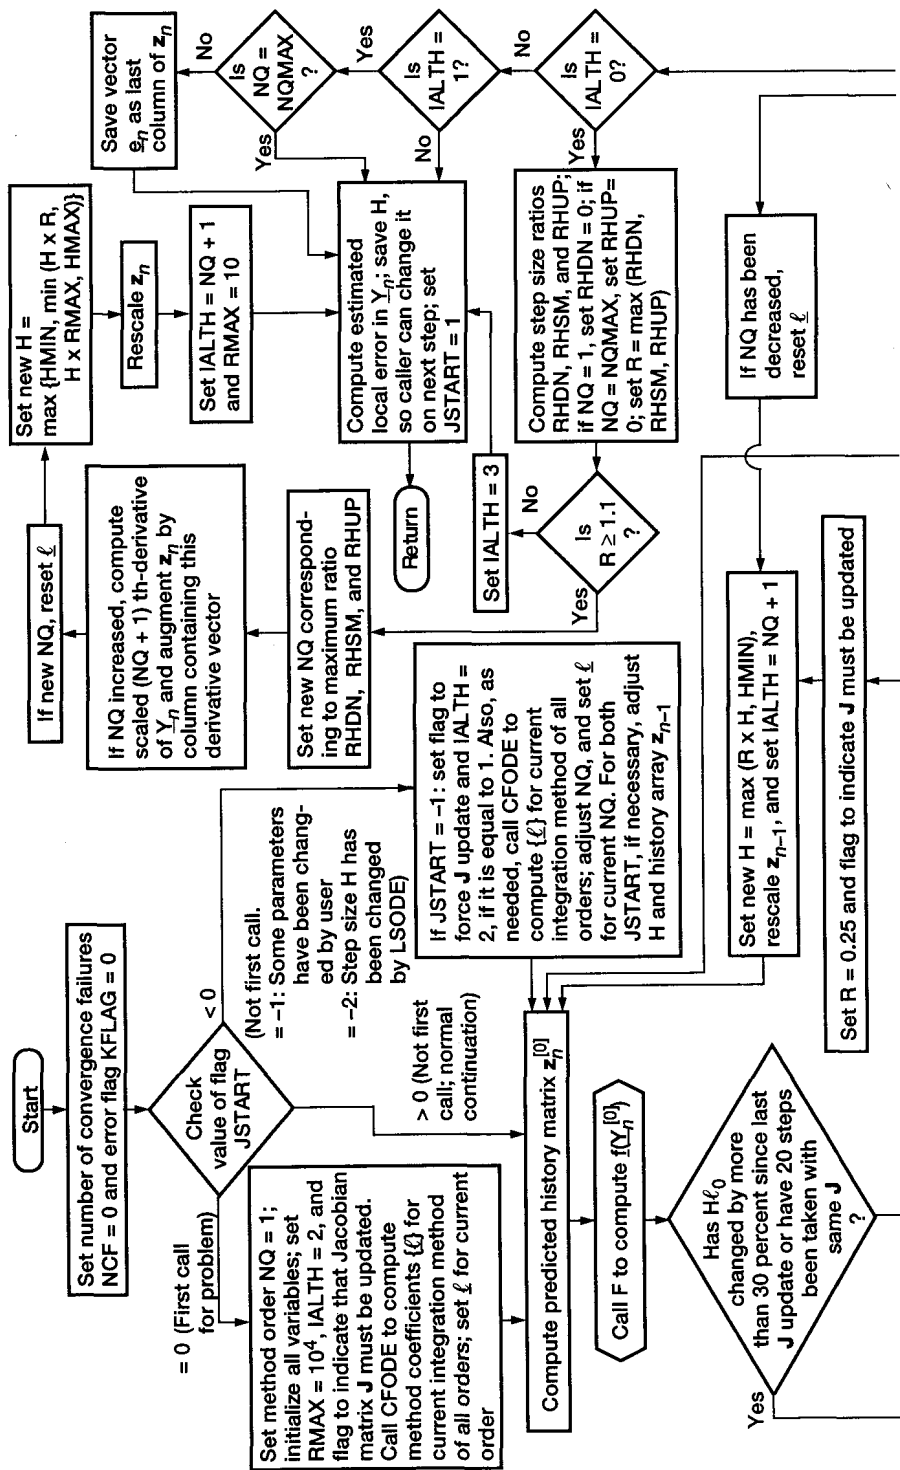 Start
Set number of convergence failures
NCF = 0 and error flag KFLAG = 0
Check
value of flag
JSTART
= 0 (First call
for problem)
< 0
(Not first call.
= −1: Some parameters
have been chang-
ed by user
= −2: Step size H has
been changed
by LSODE)
> 0 (Not first
call; normal
continuation)
Set method order NQ = 1;
initialize all variables; set
RMAX = 10⁴, IALTH = 2, and
flag to indicate that Jacobian
matrix J must be updated.
Call CFODE to compute
method coefficients {ℓ} for
current integration method
of all orders; set ℓ for current
order
If JSTART = −1: set flag to
force J update and IALTH =
2, if it is equal to 1. Also, as
needed, call CFODE to
compute {ℓ} for current
integration method of all
orders; adjust NQ, and set ℓ
for current NQ. For both
JSTART, if necessary, adjust
H and history array zₙ₋₁
Compute predicted history matrix zₙ[0]
Call F to compute f(Yₙ[0])
Has Hℓ₀
changed by more
than 30 percent since last
J update or have 20 steps
been taken with
same J
?
Yes
If new NQ, reset ℓ
If NQ increased, compute
scaled (NQ + 1) th-derivative
of Yₙ and augment zₙ by
column containing this
derivative vector
Set new NQ correspond-
ing to maximum ratio
RHDN, RHSM, and RHUP
Set new H =
max {HMIN, min (H x R,
H x RMAX, HMAX)}
Rescale zₙ
Set IALTH = NQ + 1
and RMAX = 10
Compute estimated
local error in Yₙ; save H,
so caller can change it
on next step; set
JSTART = 1
Return
Set IALTH = 3
No
Is
R ≥ 1.1
?
Yes
Compute step size ratios
RHDN, RHSM, and RHUP;
if NQ = 1, set RHDN = 0; if
NQ = NQMAX, set RHUP=
0; set R = max (RHDN,
RHSM, RHUP)
Save vector
eₙ as last
column of zₙ
No
Is
NQ =
NQMAX
?
Yes
Yes
Is
IALTH =
1?
No
No
Is
IALTH =
0?
Yes
If NQ has been
decreased,
reset ℓ
Set new H = max (R x H, HMIN),
rescale zₙ₋₁, and set IALTH = NQ + 1
Set R = 0.25 and flag to indicate J must be updated